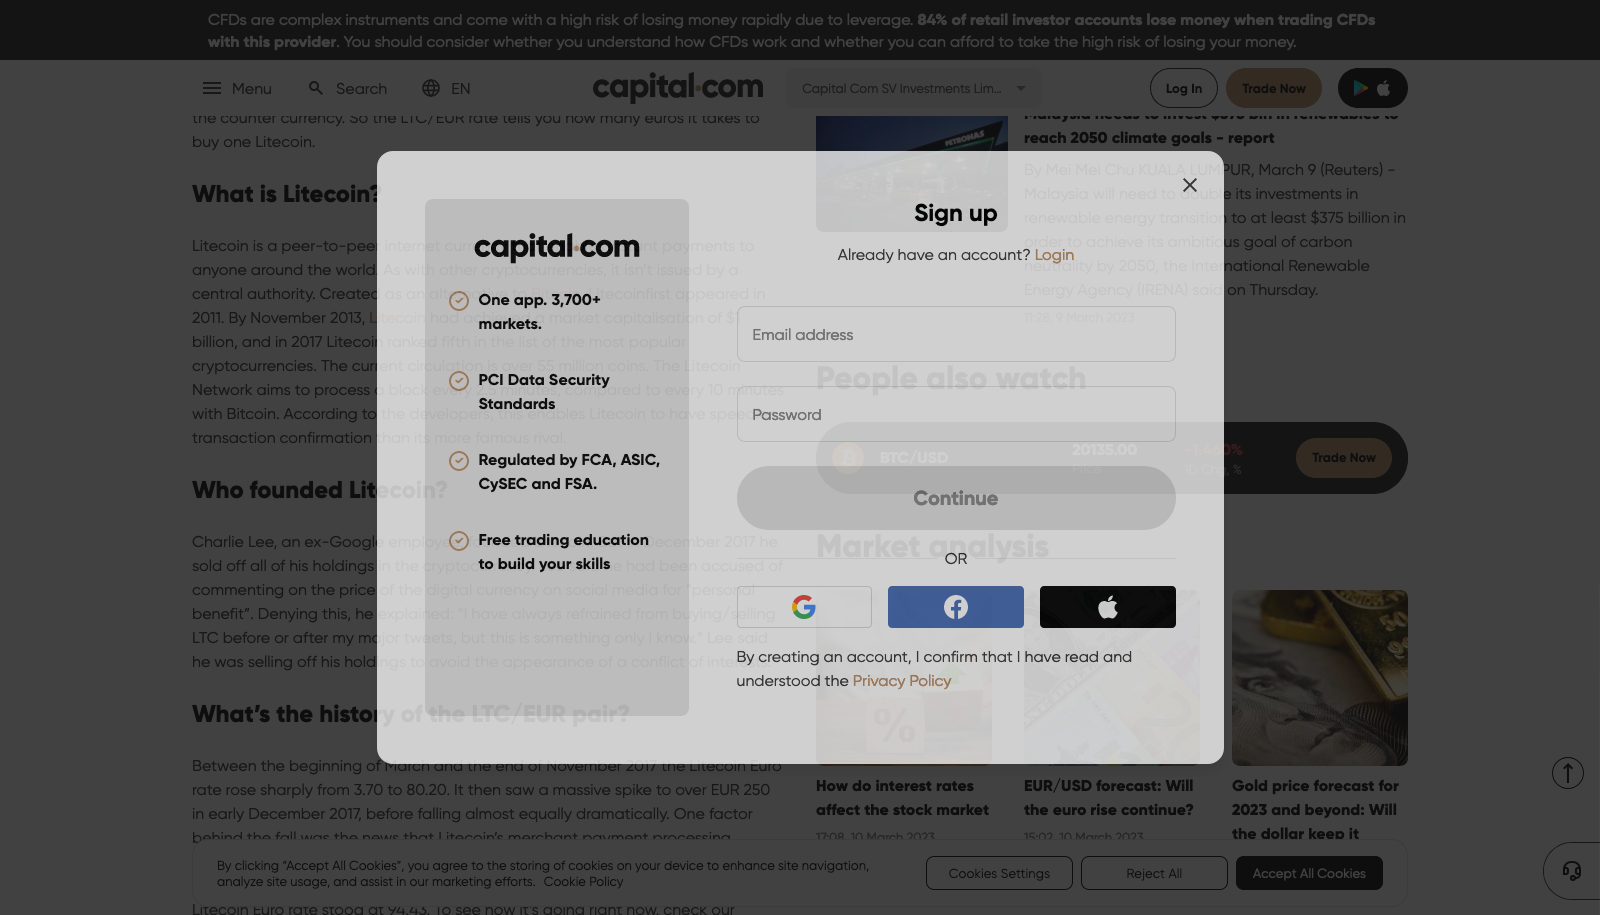 CFDs are complex instruments and come with a high risk of losing money rapidly due to leverage. 84% of retail investor accounts lose money when trading CFDs
with this provider. You should consider whether you understand how CFDs work and whether you can afford to take the high risk of losing your money.
Menu
Search
EN
capital.com
Capital Com SV Investments Lim...
Log In
Trade Now
the counter currency. So the LTC/EUR rate tells you how many euros it takes to
buy one Litecoin.
What is Litecoin?
Litecoin is a peer-to-peer internet payments to
anyone around the world. As with other cryptocurrencies, it isn't issued by a
central authority. Created as an alternative to first appeared in
2011. By November 2013, Litecoin had achieved a market capitalisation of
billion, and in 2017 Litecoin ranked fifth in the list of the most popular
cryptocurrencies. The current circulation is over 55 million coins. The Litecoin
Network aims to process a block every minutes, compared to every 10 minutes
with Bitcoin. According to the developers, this enables Litecoin to have
transaction confirmation than its more famous rival.
Who founded Litecoin?
Charlie Lee, an ex-Google December 2017 he
sold off all of his holdings in the had been accused of
commenting on the price of the digital currency on social media for "personal
benefit". Denying this, he explained: "I have always refrained from buying/selling
LTC before or after my major tweets, but this is something only I know." Lee said
he was selling off his holdings to avoid the appearance of a conflict of
What's the history of the LTC/EUR pair?
Between the beginning of March and the end of November 2017 the Litecoin Euro
rate rose sharply from 3.70 to 80.20. It then saw a massive spike to over EUR 250
in early December 2017, before falling almost equally dramatically. One factor
behind the fall was the news that Litecoin's merchant payment processing
Litecoin Euro rate stood at 94.43. To see how it's going right now, check our
PETRONAS
Malaysia needs to invest $375 bln in renewables to
reach 2050 climate goals - report
By Mei Mei Chu KUALA LUMPUR, March 9 (Reuters) -
Malaysia will need to double its investments in
renewable energy transition to at least $375 billion in
order to achieve its ambitious goal of carbon
neutrality by 2050, the International Renewable
Energy Agency (IRENA) said on Thursday.
11:28, 9 March 2023
People also watch
BTC/USD
20135.00
Price
%
Trade Now
Market analysis
How do interest rates
affect the stock market
17:08, 10 March 2023
EUR/USD forecast: Will
the euro rise continue?
15:02, 10 March 2023
Gold price forecast for
2023 and beyond: Will
the dollar keep it
capital.com
One app. 3,700+
markets.
PCI Data Security
Standards
Regulated by FCA, ASIC,
CySEC and FSA.
Free trading education
to build your skills
Sign up
Already have an account? Login
Email address
Password
Continue
OR
By creating an account, I confirm that I have read and
understood the Privacy Policy
By clicking "Accept All Cookies", you agree to the storing of cookies on your device to enhance site navigation,
analyze site usage, and assist in our marketing efforts. Cookie Policy
Cookies Settings
Reject All
Accept All Cookies